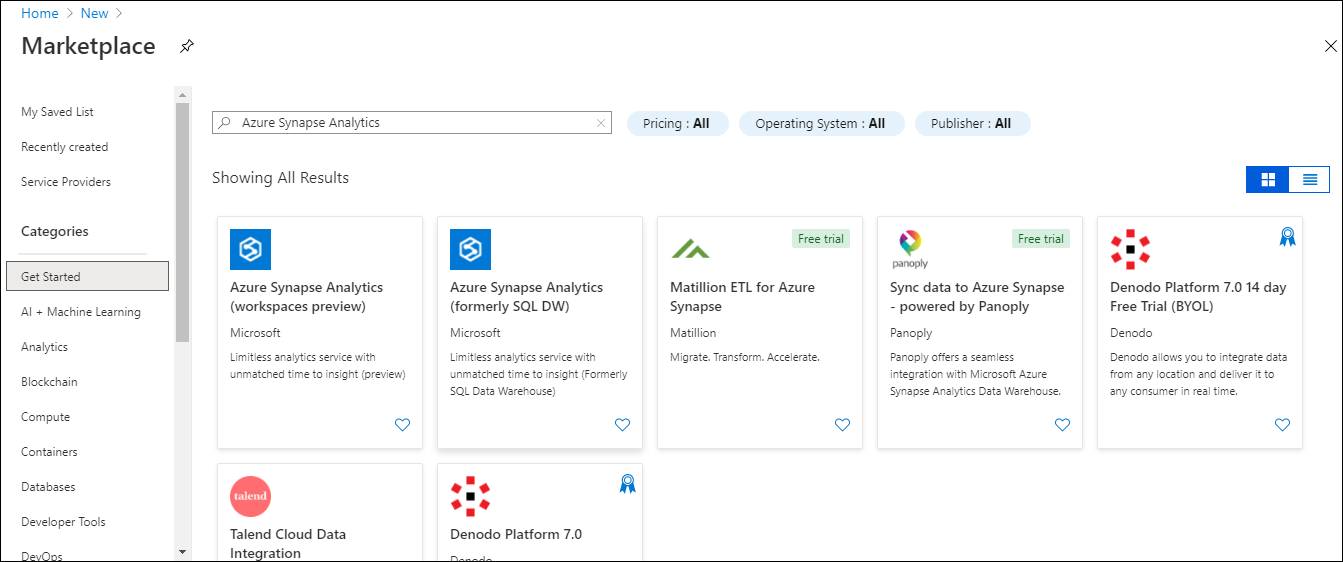 Home > New >
Marketplace
My Saved List
Recently created
Service Providers
Categories
Get Started
AI + Machine Learning
Analytics
Blockchain
Compute
Containers
Databases
Developer Tools
DevOps
Azure Synapse Analytics
Pricing : All
Operating System : All
Publisher : All
Showing All Results
Azure Synapse Analytics
(workspaces preview)
Microsoft
Limitless analytics service with
unmatched time to insight (preview)
Azure Synapse Analytics
(formerly SQL DW)
Microsoft
Limitless analytics service with
unmatched time to insight (Formerly
SQL Data Warehouse)
Free trial
Matillion ETL for Azure
Synapse
Matillion
Migrate. Transform. Accelerate.
panoply
Free trial
Sync data to Azure Synapse
- powered by Panoply
Panoply
Panoply offers a seamless
integration with Microsoft Azure
Synapse Analytics Data Warehouse.
Denodo Platform 7.0 14 day
Free Trial (BYOL)
Denodo
Denodo allows you to integrate data
from any location and deliver it to
any consumer in real time.
talend
Talend Cloud Data
Integration
Denodo Platform 7.0
Denodo